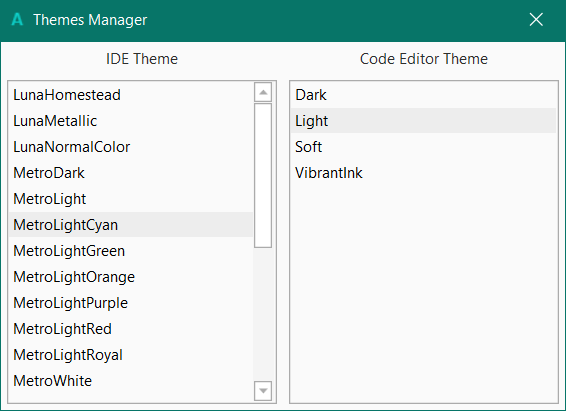 A Themes Manager
IDE Theme
LunaHomestead
LunaMetallic
LunaNormalColor
MetroDark
MetroLight
MetroLightCyan
MetroLightGreen
MetroLightOrange
MetroLightPurple
MetroLightRed
MetroLightRoyal
MetroWhite
Code Editor Theme
Dark
Light
Soft
VibrantInk